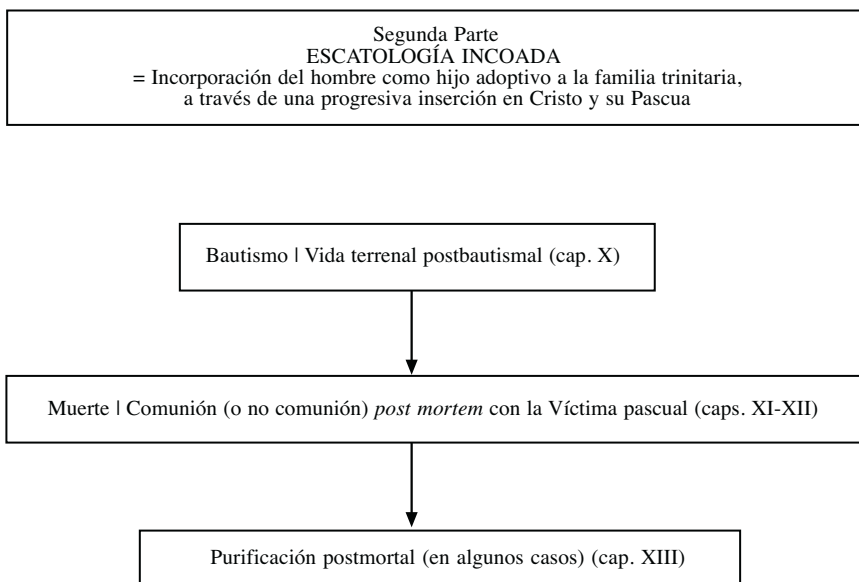 Segunda Parte
ESCATOLOGÍA INCOADA
= Incorporación del hombre como hijo adoptivo a la familia trinitaria,
a través de una progresiva inserción en Cristo y su Pascua
Bautismo | Vida terrenal postbautismal (cap. X)
Muerte | Comunión (o no comunión) post mortem con la Víctima pascual (caps. XI-XII)
Purificación postmortal (en algunos casos) (cap. XIII)